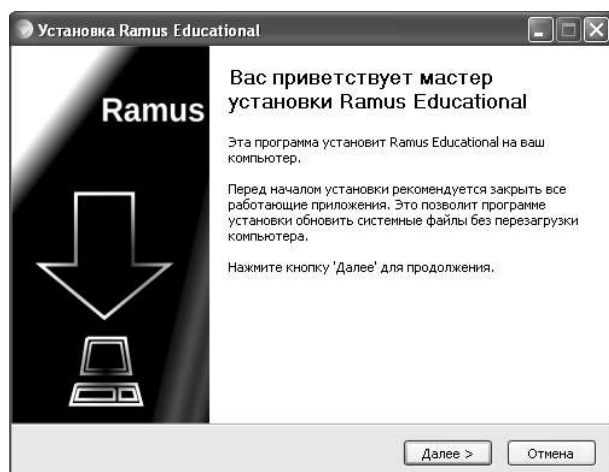 Установка Ramus Educational
Ramus
Вас приветствует мастер
установки Ramus Educational
Эта программа установит Ramus Educational на ваш
компьютер.
Перед началом установки рекомендуется закрыть все
работающие приложения. Это позволит программе
установки обновить системные файлы без перезагрузки
компьютера.
Нажмите кнопку 'Далее' для продолжения.
Далее >
Отмена